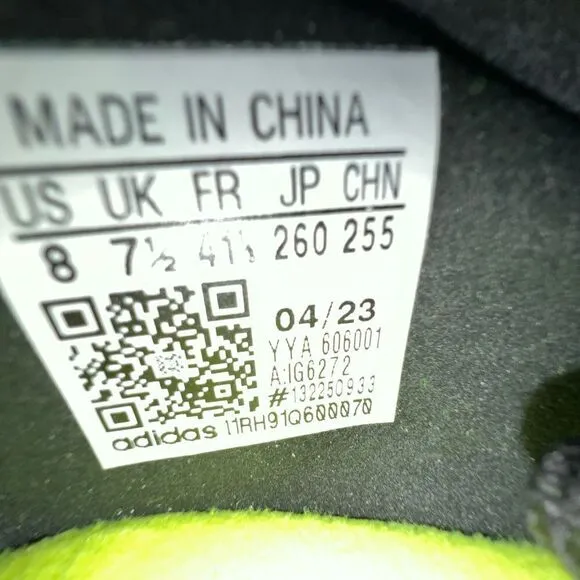 MADE IN CHINA
US UK FR JP CHN
8 7½ 41⅓ 260 255
04/23
YYA 606001
A:IG6272
#132250933
adidas 11RH91Q600070